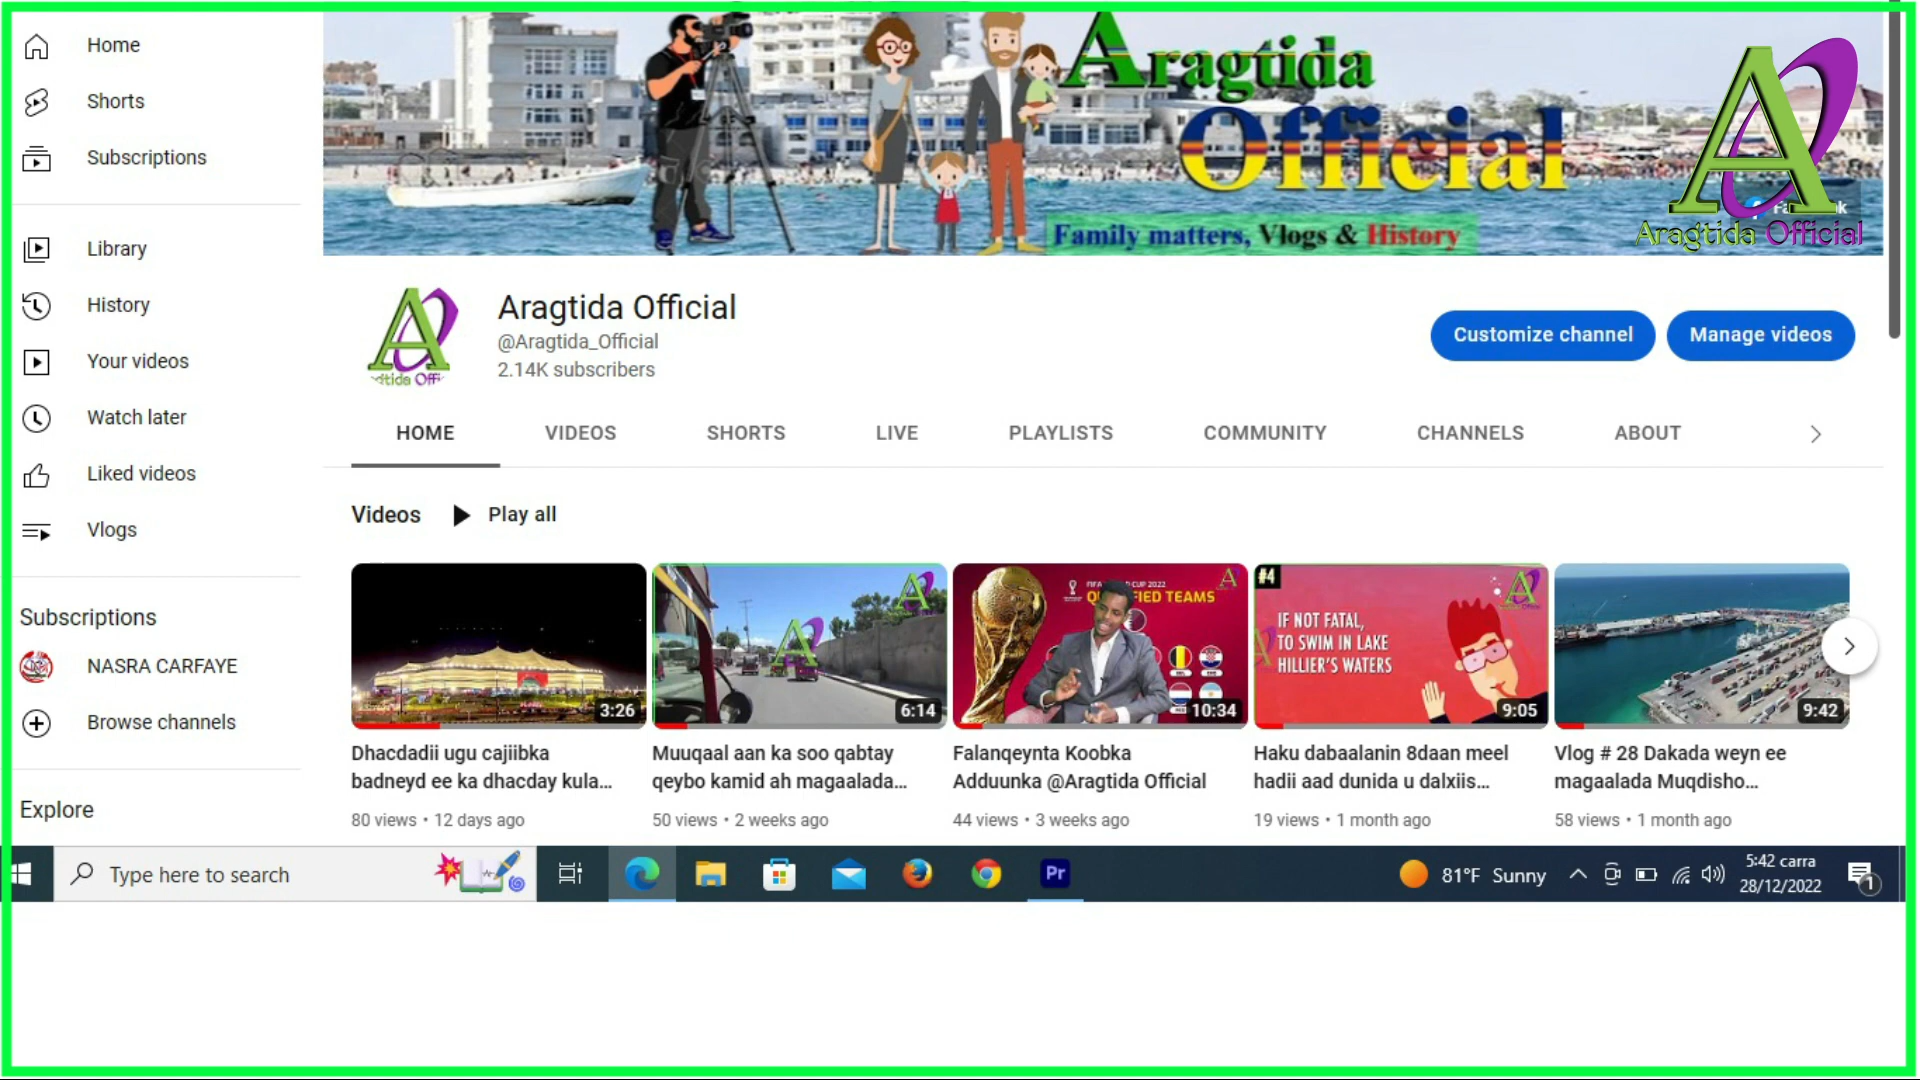 Home
Shorts
Subscriptions
Library
History
Your videos
Watch later
Liked videos
Vlogs
Subscriptions
NASRA CARFAYE
Browse channels
Explore
Aragtida
Official
Family matters, Vlogs & History
Aragtida Official
Aragtida Official
@Aragtida_Official
2.14K subscribers
Customize channel
Manage videos
HOME
VIDEOS
SHORTS
LIVE
PLAYLISTS
COMMUNITY
CHANNELS
ABOUT
Videos
Play all
3:26
6:14
QUALIFIED TEAMS
10:34
#4
IF NOT FATAL,
TO SWIM IN LAKE
HILLIER'S WATERS
9:05
9:42
Dhacdadii ugu cajiibka
badneyd ee ka dhacday kula...
80 views • 12 days ago
Muuqaal aan ka soo qabtay
qeybo kamid ah magaalada...
50 views • 2 weeks ago
Falanqeynta Koobka
Adduunka @Aragtida Official
44 views • 3 weeks ago
Haku dabaalanin 8daan meel
hadii aad dunida u dalxiis...
19 views • 1 month ago
Vlog # 28 Dakada weyn ee
magaalada Muqdisho...
58 views • 1 month ago
Type here to search
Pr
81°F Sunny
5:42 carra
28/12/2022
1